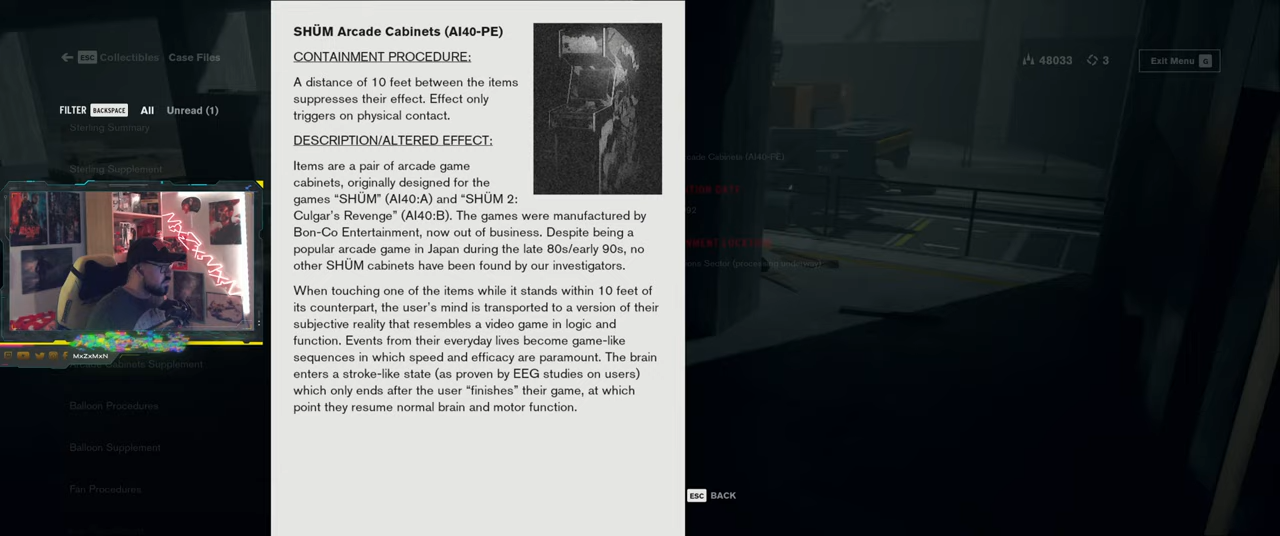 SHÜM Arcade Cabinets (AI40-PE)
CONTAINMENT PROCEDURE:
A distance of 10 feet between the items
suppresses their effect. Effect only
triggers on physical contact.
DESCRIPTION/ALTERED EFFECT:
Items are a pair of arcade game
cabinets, originally designed for the
games “SHÜM” (AI40:A) and “SHÜM 2:
Culgar's Revenge” (AI40:B). The games were manufactured by
Bon-Co Entertainment, now out of business. Despite being a
popular arcade game in Japan during the late 80s/early 90s, no
other SHÜM cabinets have been found by our investigators.
When touching one of the items while it stands within 10 feet of
its counterpart, the user's mind is transported to a version of their
subjective reality that resembles a video game in logic and
function. Events from their everyday lives become game-like
sequences in which speed and efficacy are paramount. The brain
enters a stroke-like state (as proven by EEG studies on users)
which only ends after the user “finishes” their game, at which
point they resume normal brain and motor function.
ESC Collectibles Case Files
FILTER BACKSPACE All Unread (1)
Sterling Summary
Sterling Supplement
MxZxMxN
Arcade Cabinets Supplement
Balloon Procedures
Balloon Supplement
Fan Procedures
48033 3
Exit Menu G
Cabinets (AI40-PE)
DATE
92
Sector
ESC BACK